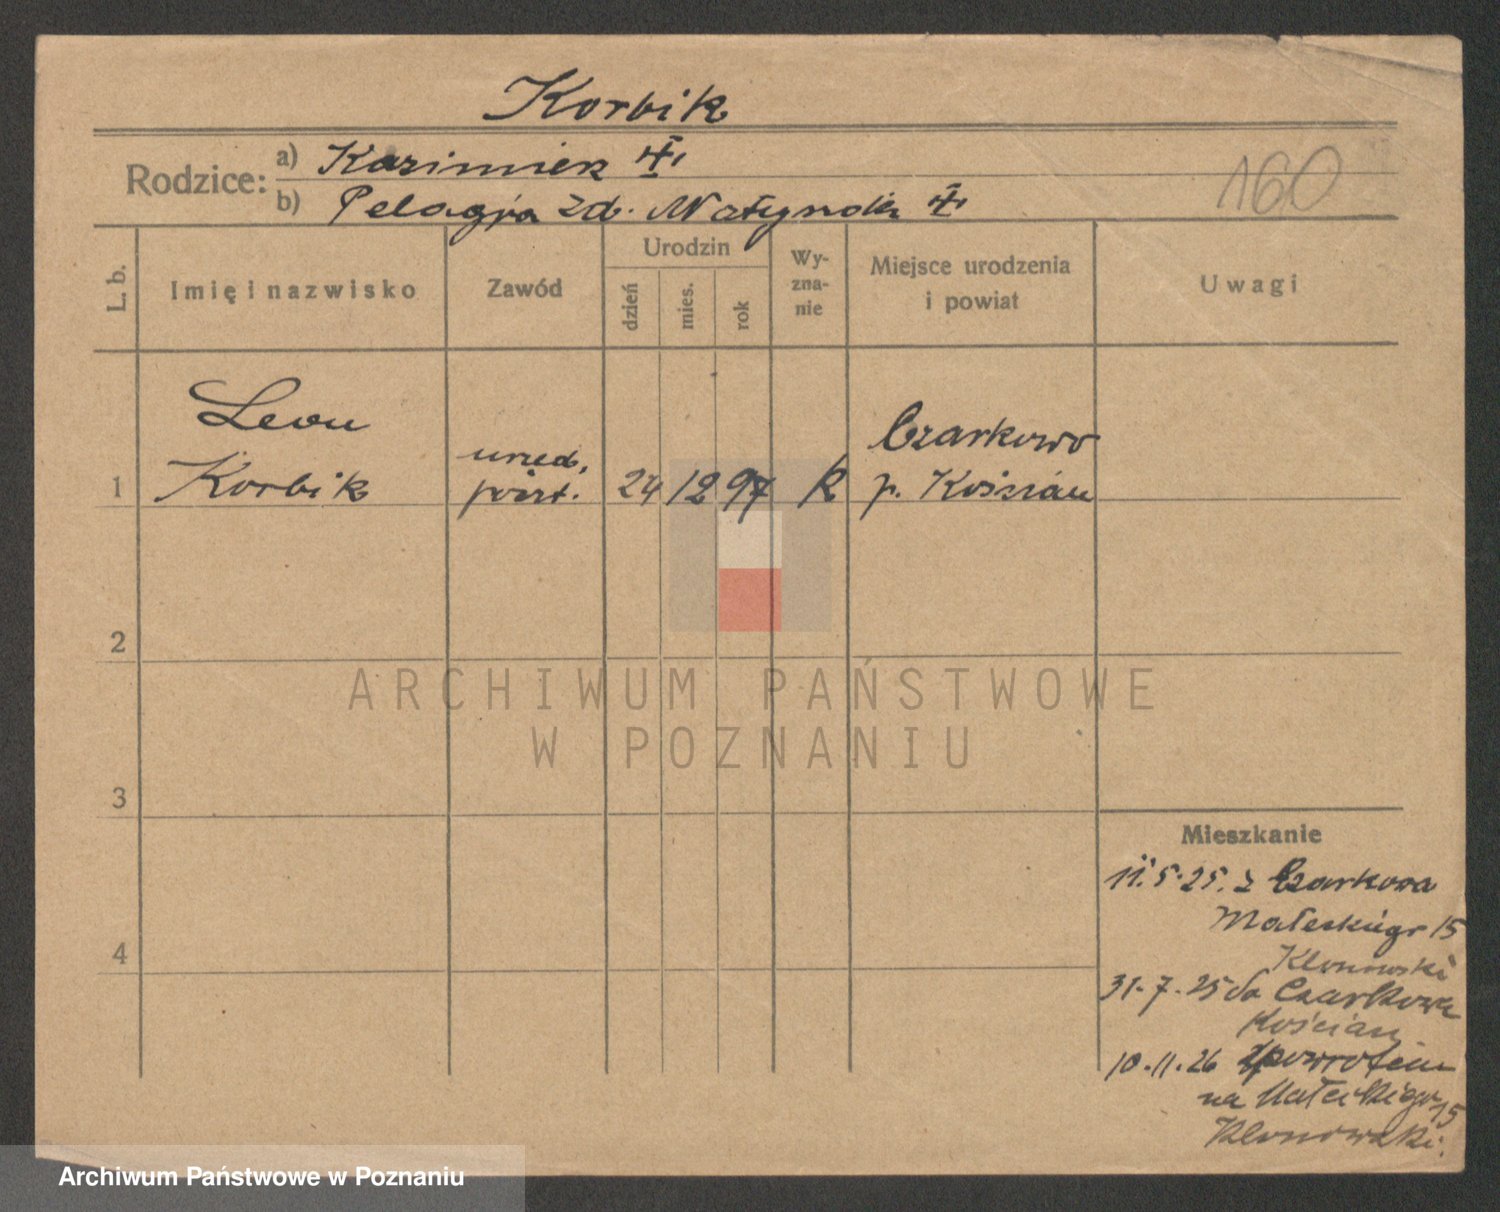 Korbik
Rodzice: a) Kazimierz
b) Pelagja zd.
160
L. b.
Imię i nazwisko
Zawód
Urodzin
dzień
mies.
rok
Wy-
zna-
nie
Miejsce urodzenia
i powiat
Uwagi
Leon
Korbik
urzęd.
poczt.
24 12 97
k
Czarkowo
p. Kościan
1
2
3
4
Mieszkanie
11.5.25. z Czarkowa
Małeckiego 15
Klonowski
31.7.25 do Czarkowa
Kościan
10.11.26 zpowrotem
na Małeckiego 15
Klonowski.
ARCHIWUM PAŃSTWOWE
W POZNANIU
Archiwum Państwowe w Poznaniu